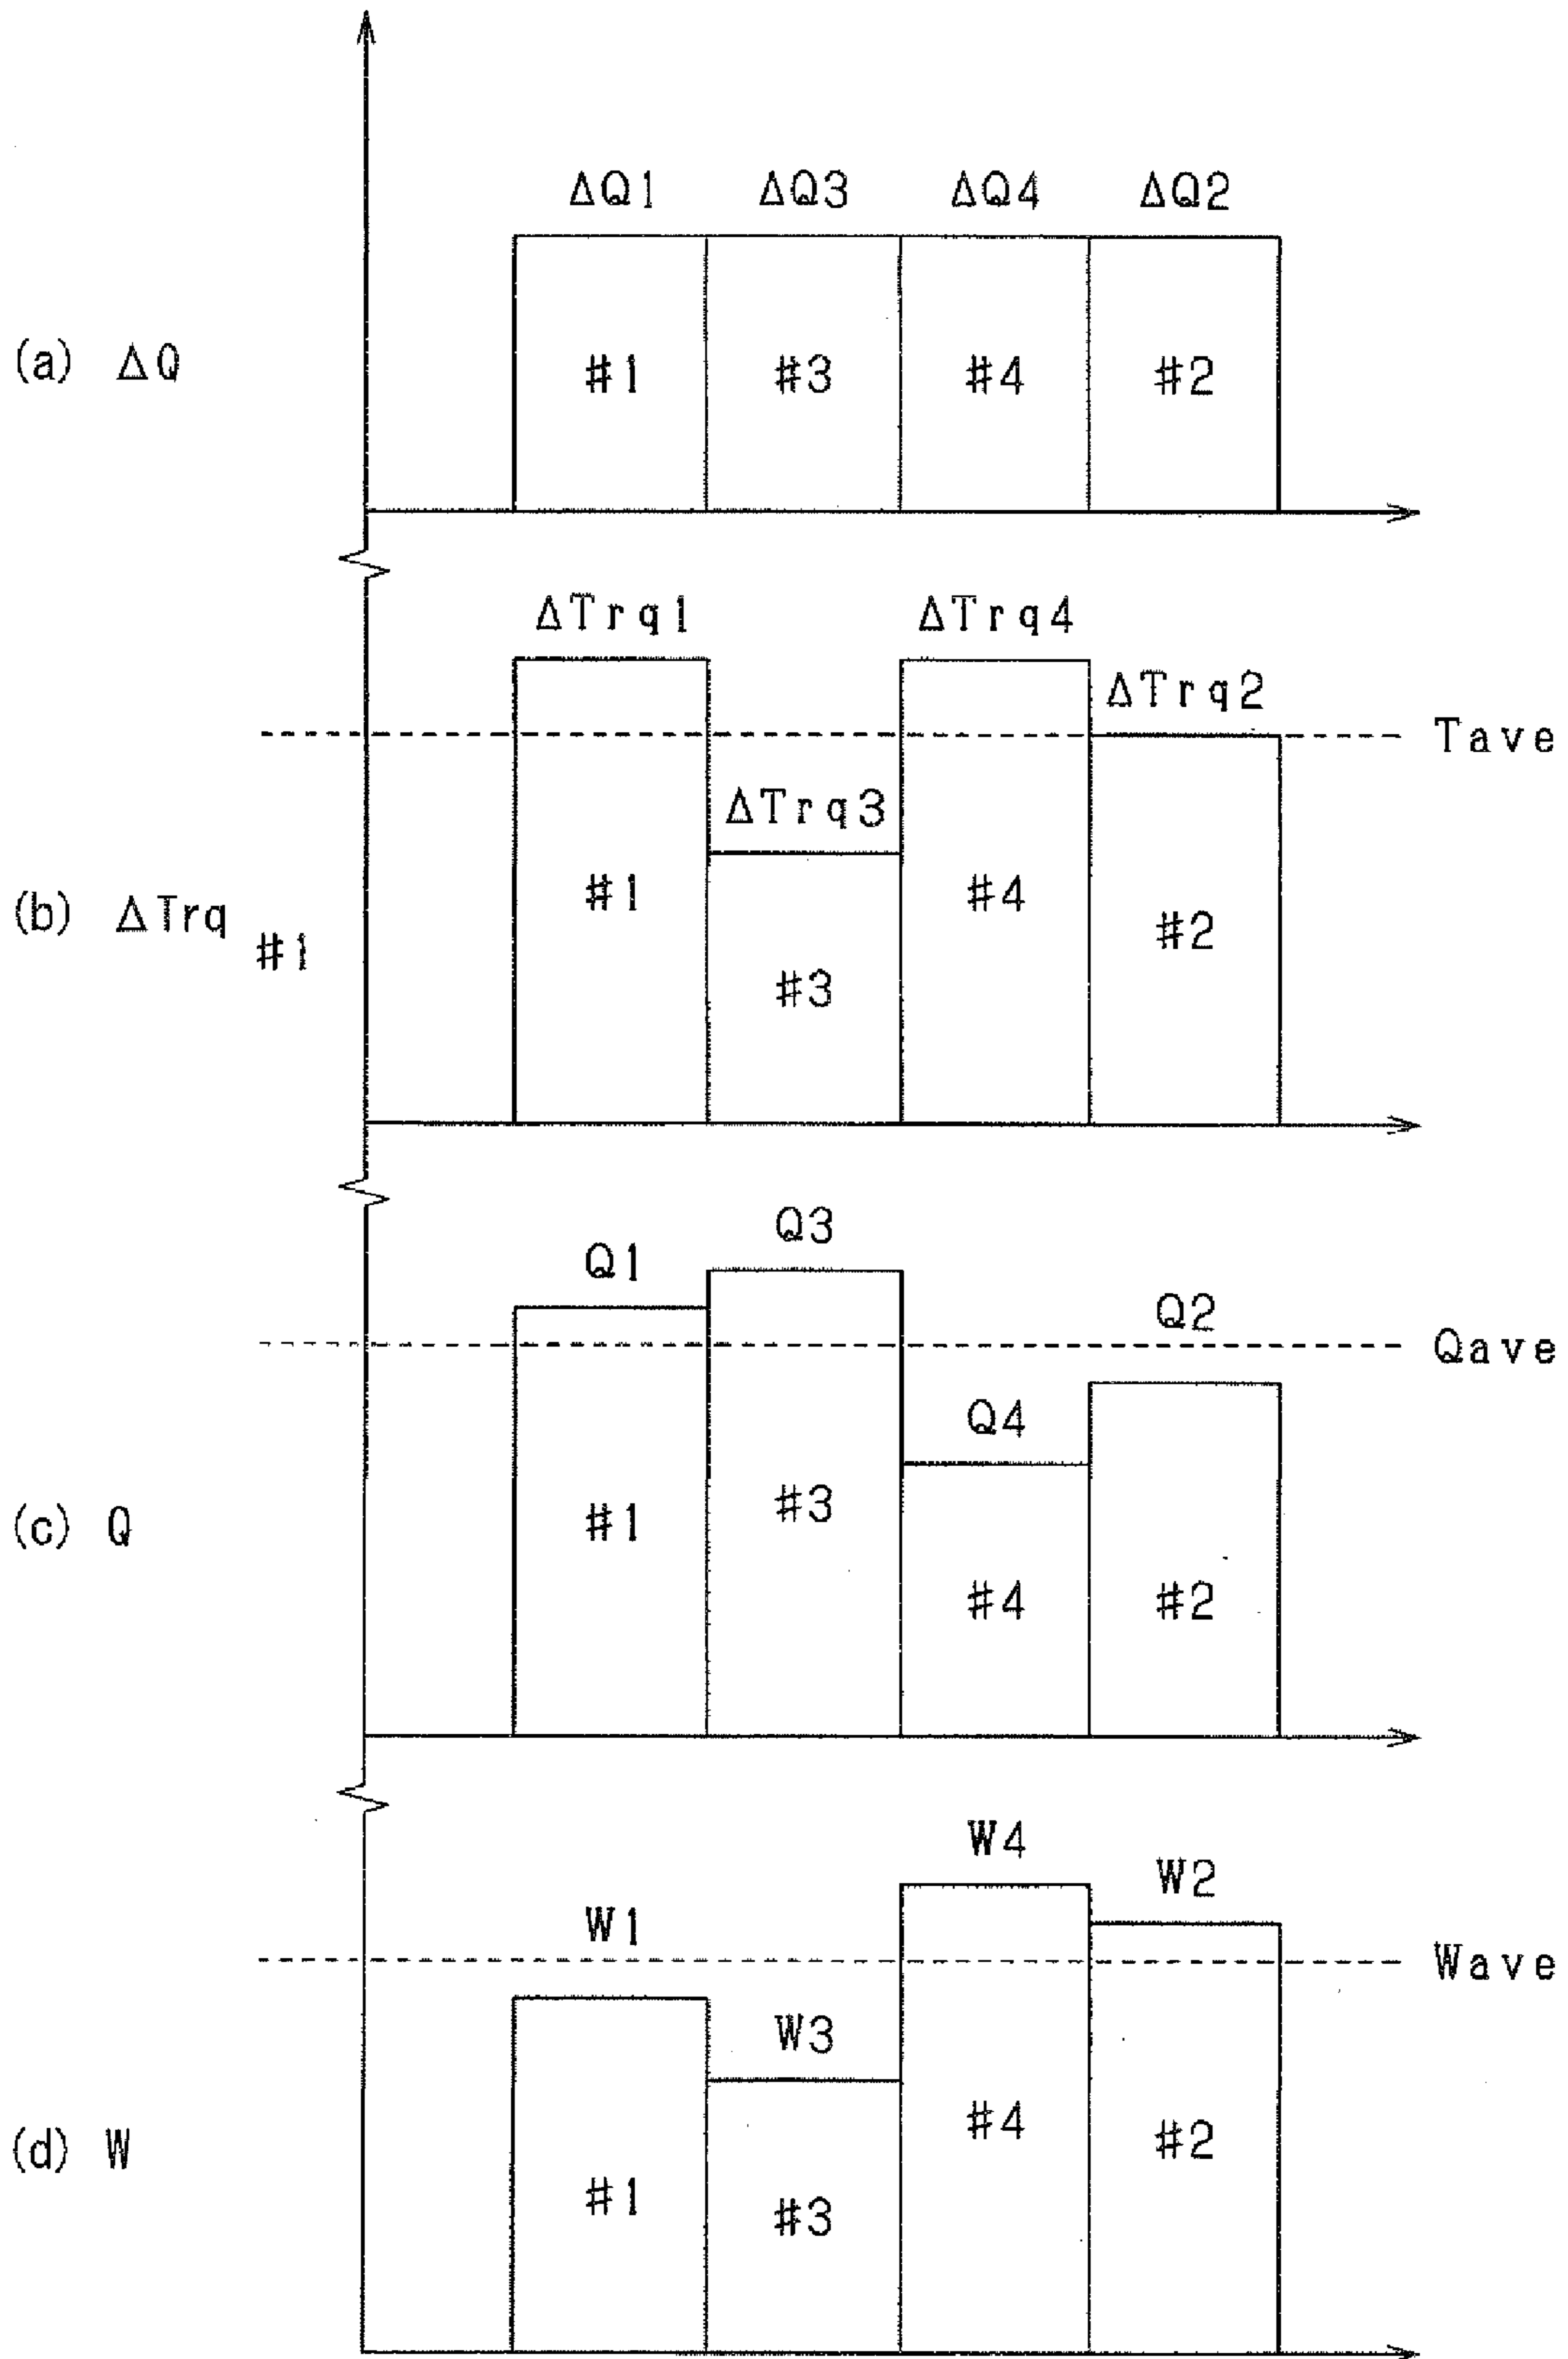 ΔQ1 ΔQ3 ΔQ4 ΔQ2
(a) ΔQ #1 #3 #4 #2
ΔTrq1 ΔTrq4
ΔTrq2
Tave
ΔTrq3
(b) ΔTrq #1 #4
#1 #2
#3
Q3
Q1
Q2
Qave
Q4
(c) Q #1 #3
#4 #2
W4
W2
W1
Wave
W3
(d) W #4 #2
#1 #3